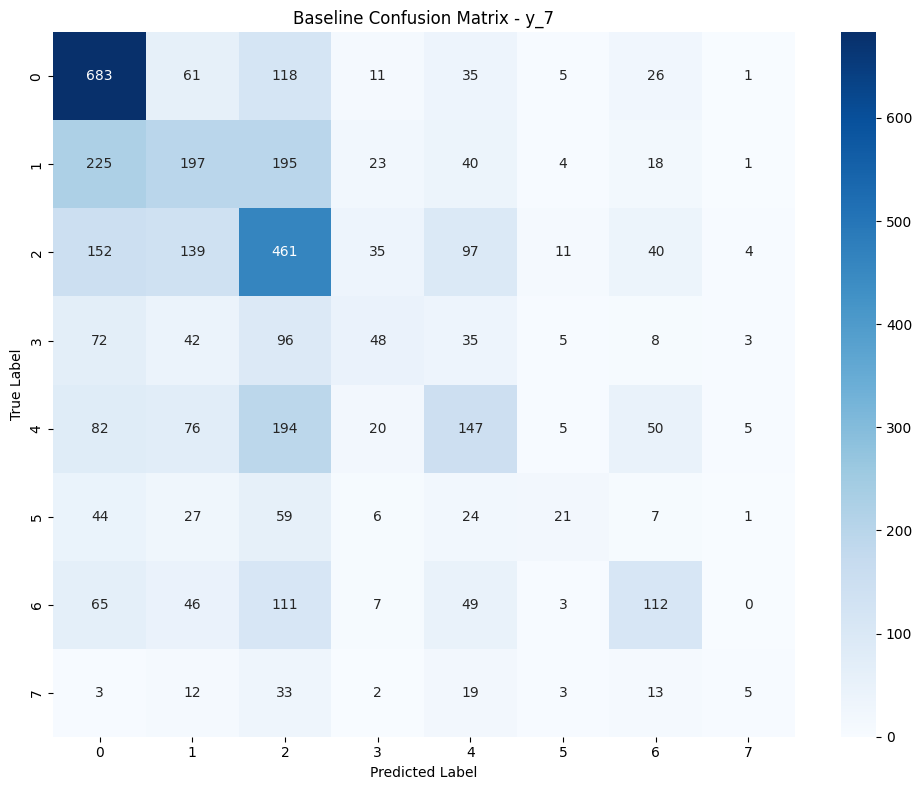 Baseline Confusion Matrix - y_7
0 683 61 118 11 35 5 26 1
1 225 197 195 23 40 4 18 1
2 152 139 461 35 97 11 40 4
3 72 42 96 48 35 5 8 3
4 82 76 194 20 147 5 50 5
5 44 27 59 6 24 21 7 1
6 65 46 111 7 49 3 112 0
7 3 12 33 2 19 3 13 5
0 1 2 3 4 5 6 7
True Label
Predicted Label
600
500
400
300
200
100
0